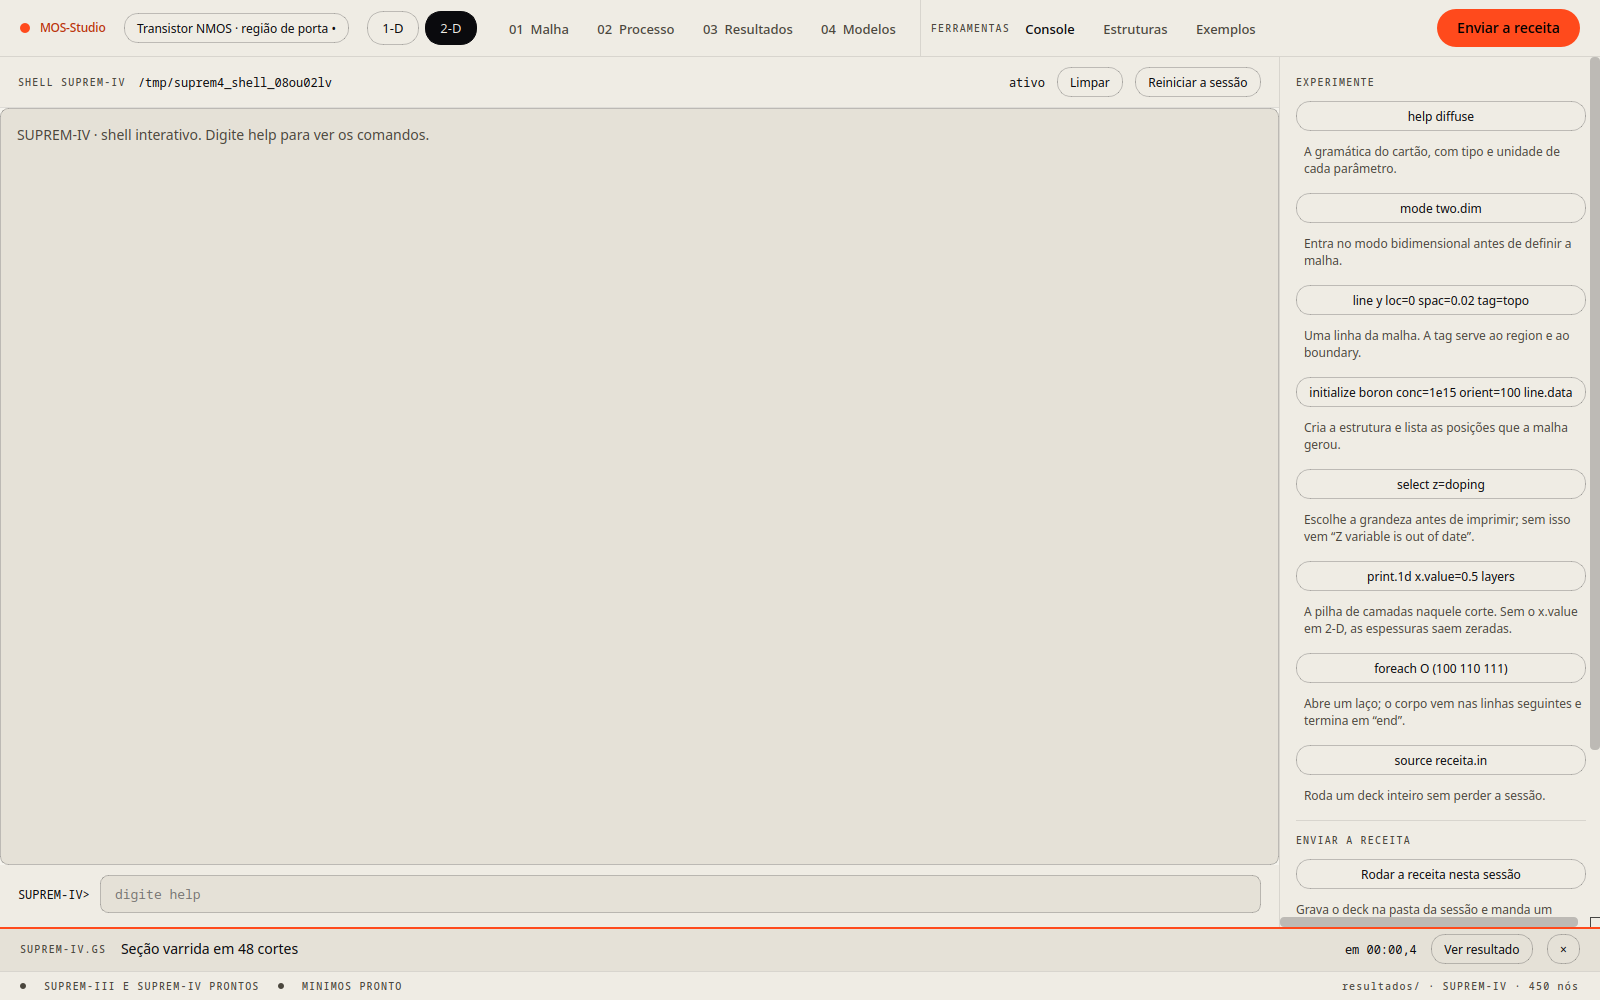 MOS-Studio
Transistor NMOS · região de porta •
1-D
2-D
01 Malha
02 Processo
03 Resultados
04 Modelos
FERRAMENTAS
Console
Estruturas
Exemplos
Enviar a receita
SHELL SUPREM-IV
/tmp/suprem4_shell_08ou02lv
ativo
Limpar
Reiniciar a sessão
SUPREM-IV · shell interativo. Digite help para ver os comandos.
SUPREM-IV>
digite help
EXPERIMENTE
help diffuse
A gramática do cartão, com tipo e unidade de
cada parâmetro.
mode two.dim
Entra no modo bidimensional antes de definir a
malha.
line y loc=0 spac=0.02 tag=topo
Uma linha da malha. A tag serve ao region e ao
boundary.
initialize boron conc=1e15 orient=100 line.data
Cria a estrutura e lista as posições que a malha
gerou.
select z=doping
Escolhe a grandeza antes de imprimir; sem isso
vem “Z variable is out of date”.
print.1d x.value=0.5 layers
A pilha de camadas naquele corte. Sem o x.value
em 2-D, as espessuras saem zeradas.
foreach O (100 110 111)
Abre um laço; o corpo vem nas linhas seguintes e
termina em “end”.
source receita.in
Roda um deck inteiro sem perder a sessão.
ENVIAR A RECEITA
Rodar a receita nesta sessão
Grava o deck na pasta da sessão e manda um
SUPREM-IV.GS
Seção varrida em 48 cortes
em 00:00,4
Ver resultado
×
SUPREM-III E SUPREM-IV PRONTOS
MINIMOS PRONTO
resultados/ · SUPREM-IV · 450 nós